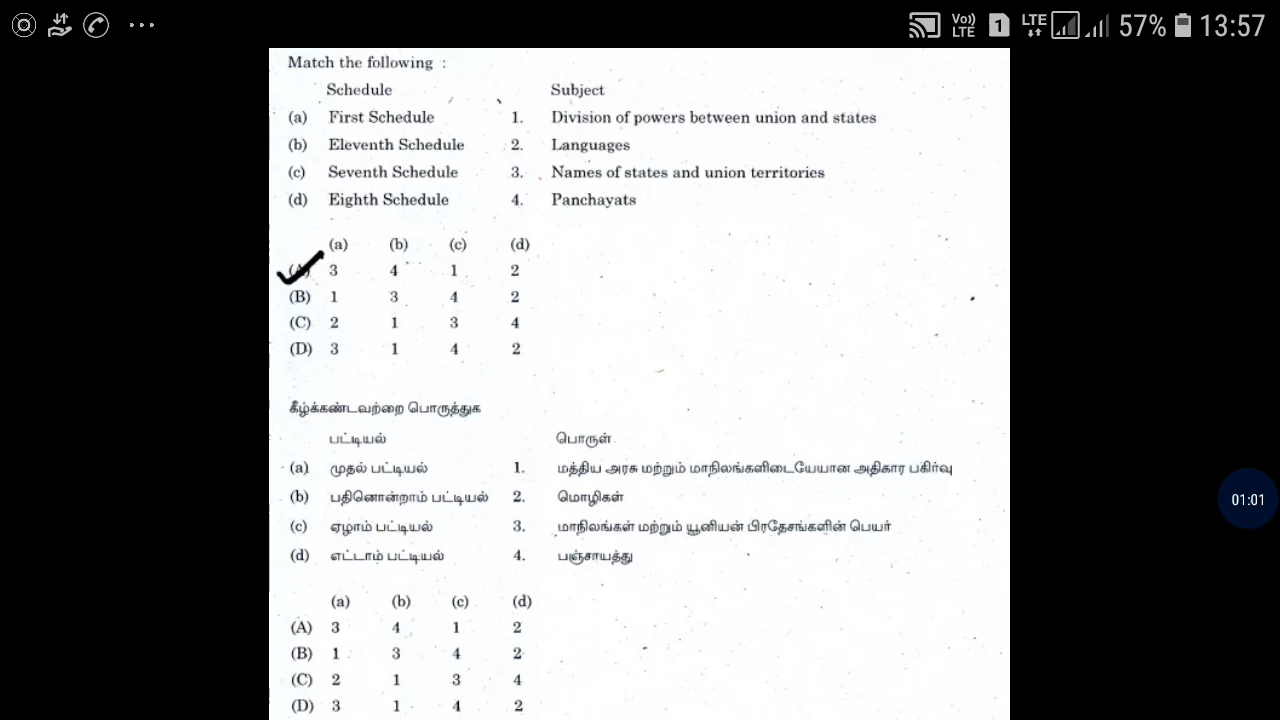 57% 13:57
Match the following :
Schedule Subject
(a) First Schedule 1. Division of powers between union and states
(b) Eleventh Schedule 2. Languages
(c) Seventh Schedule 3. Names of states and union territories
(d) Eighth Schedule 4. Panchayats
(a) (b) (c) (d)
(A) 3 4 1 2
(B) 1 3 4 2
(C) 2 1 3 4
(D) 3 1 4 2
கீழ்க்கண்டவற்றை பொருத்துக
பட்டியல் பொருள்
(a) முதல் பட்டியல் 1. மத்திய அரசு மற்றும் மாநிலங்களிடையேயான அதிகார பகிர்வு
(b) பதினொன்றாம் பட்டியல் 2. மொழிகள்
(c) ஏழாம் பட்டியல் 3. மாநிலங்கள் மற்றும் யூனியன் பிரதேசங்களின் பெயர்
(d) எட்டாம் பட்டியல் 4. பஞ்சாயத்து
(a) (b) (c) (d)
(A) 3 4 1 2
(B) 1 3 4 2
(C) 2 1 3 4
(D) 3 1 4 2
Vo)) LTE 1 LTE
01:01